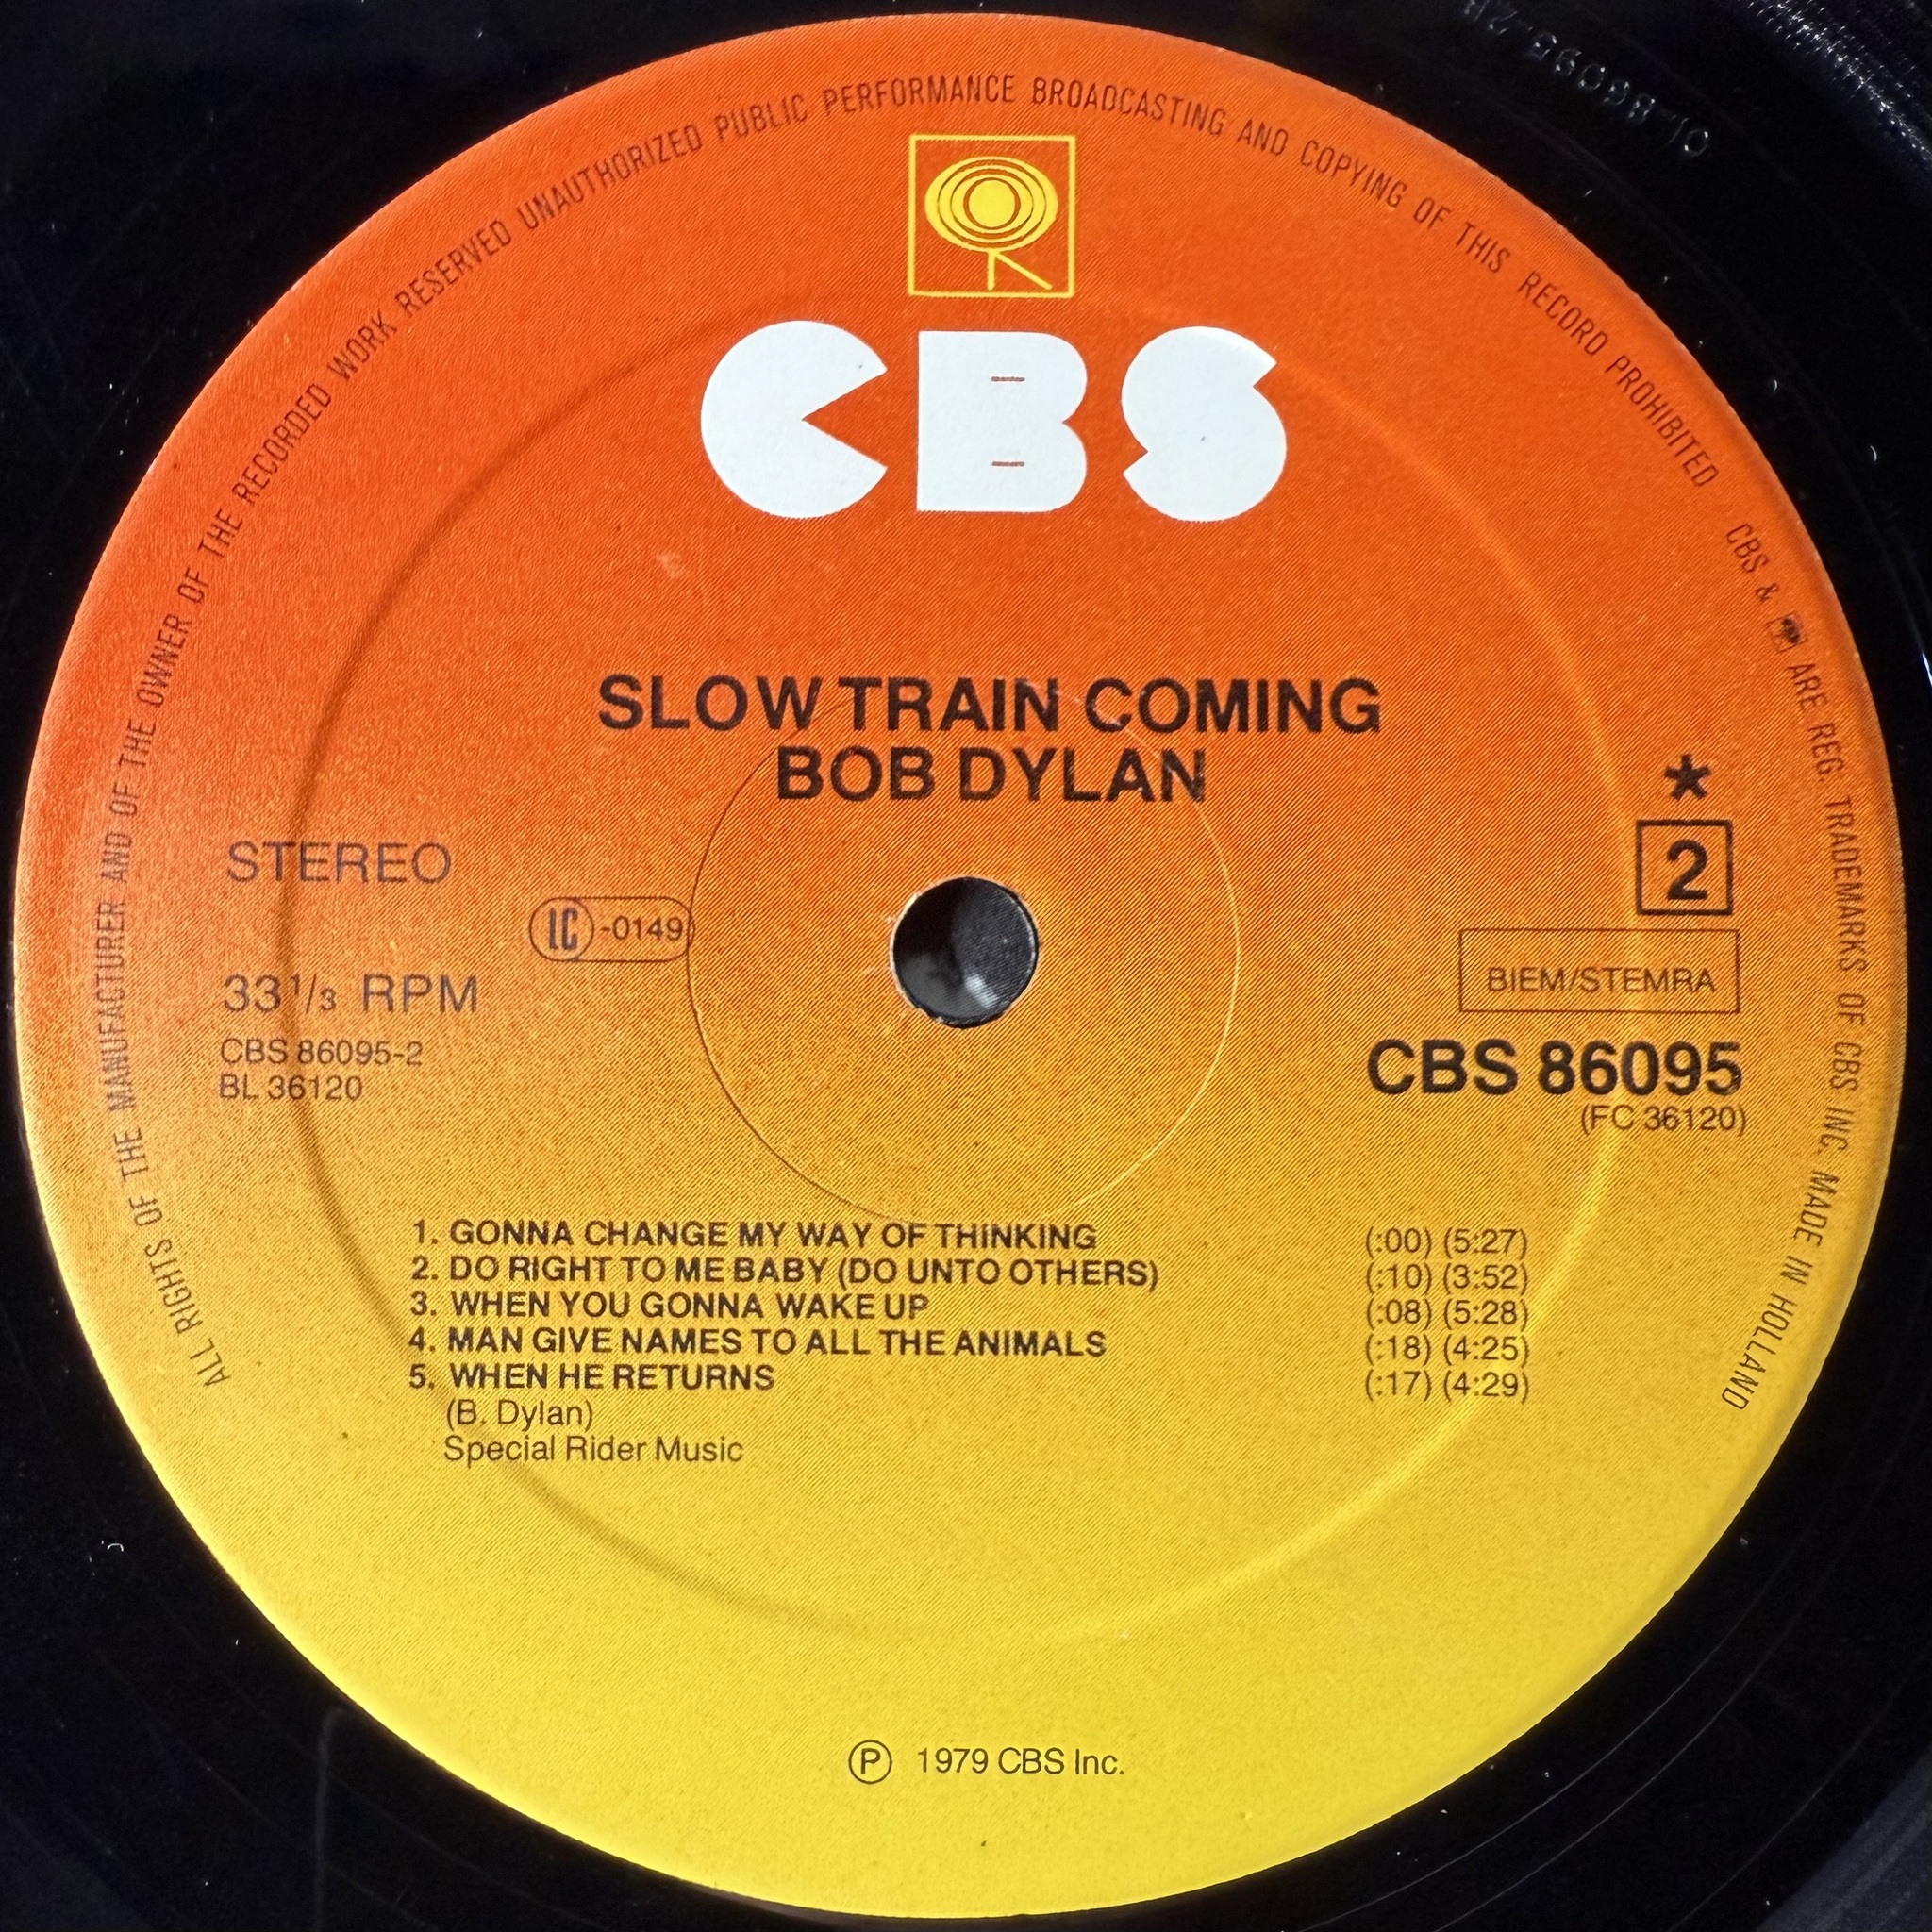 ALL RIGHTS OF THE MANUFACTURER AND OF THE OWNER OF THE RECORDED WORK RESERVED UNAUTHORIZED PUBLIC PERFORMANCE BROADCASTING AND COPYING OF THIS RECORD PROHIBITED
CBS & ARE REG. TRADEMARKS OF CBS INC. MADE IN HOLLAND
CBS
SLOW TRAIN COMING
BOB DYLAN
STEREO
*
2
LC -0149
BIEM/STEMRA
33 1/3 RPM
CBS 86095-2
BL 36120
CBS 86095
(FC 36120)
1. GONNA CHANGE MY WAY OF THINKING (:00) (5:27)
2. DO RIGHT TO ME BABY (DO UNTO OTHERS) (:10) (3:52)
3. WHEN YOU GONNA WAKE UP (:08) (5:28)
4. MAN GIVE NAMES TO ALL THE ANIMALS (:18) (4:25)
5. WHEN HE RETURNS (:17) (4:29)
(B. Dylan)
Special Rider Music
℗ 1979 CBS Inc.